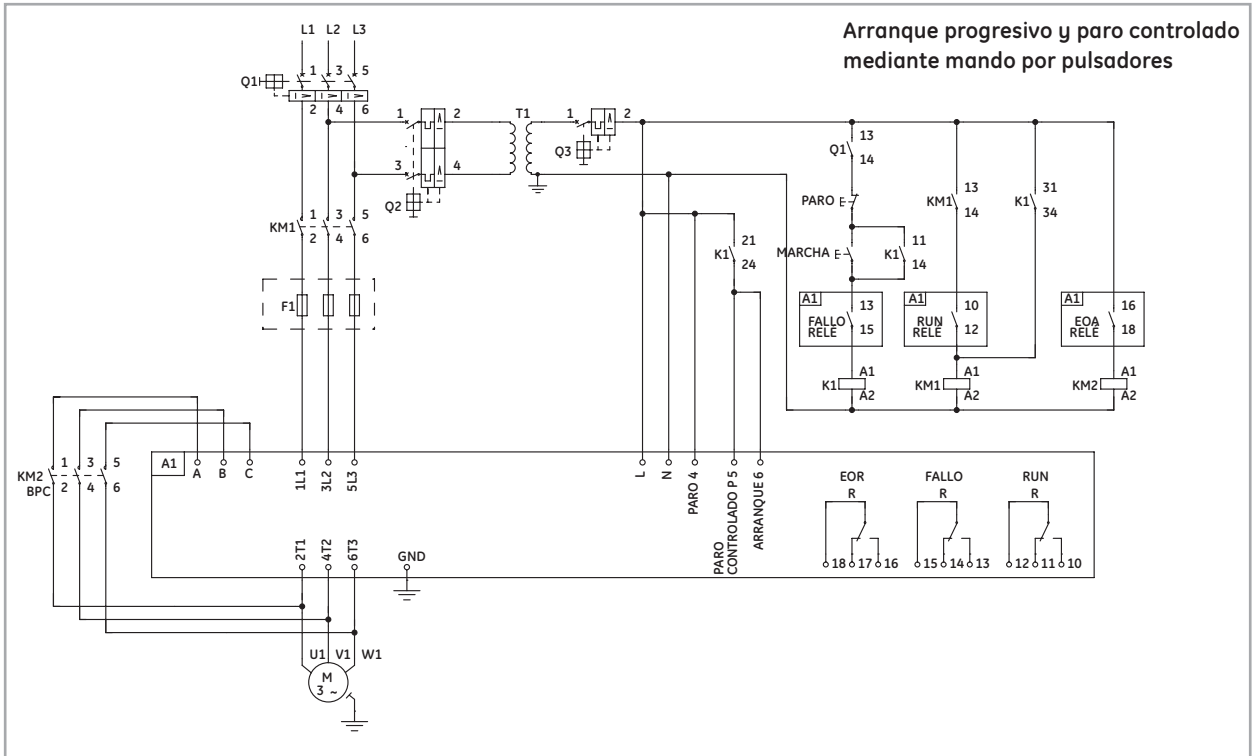 Arranque progresivo y paro controlado
mediante mando por pulsadores
L1 L2 L3
Q1 1 3 5
2 4 6
1 2 T1 1 2
Q3
3 4
Q2
13
Q1
14
PARO E
MARCHA E
11
K1
14
13
KM1
14
31
K1
34
21
K1
24
KM1 1 3 5
2 4 6
F1
A1 13
FALLO
RELÉ 15
A1 10
RUN
RELÉ 12
A1 16
EOA
RELÉ 18
K1 A1
A2
KM1 A1
A2
KM2 A1
A2
KM2 1 3 5
BPC 2 4 6
A1 A B C 1L1 3L2 5L3 L N PARO 4 PARO CONTROLADO P 5 ARRANQUE 6
EOR FALLO RUN
R R R
18 17 16 15 14 13 12 11 10
2T1 4T2 6T3 GND
U1 V1 W1
M
3 ~